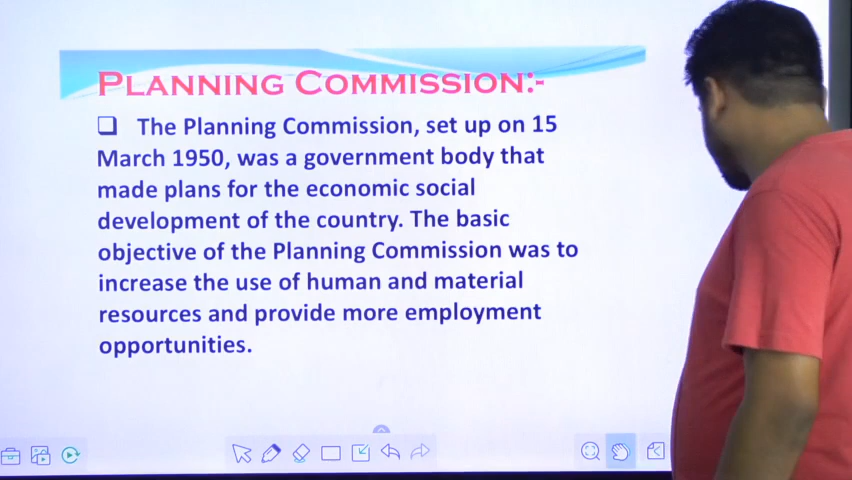 PLANNING COMMISSION:-
❑ The Planning Commission, set up on 15
March 1950, was a government body that
made plans for the economic social
development of the country. The basic
objective of the Planning Commission was to
increase the use of human and material
resources and provide more employment
opportunities.